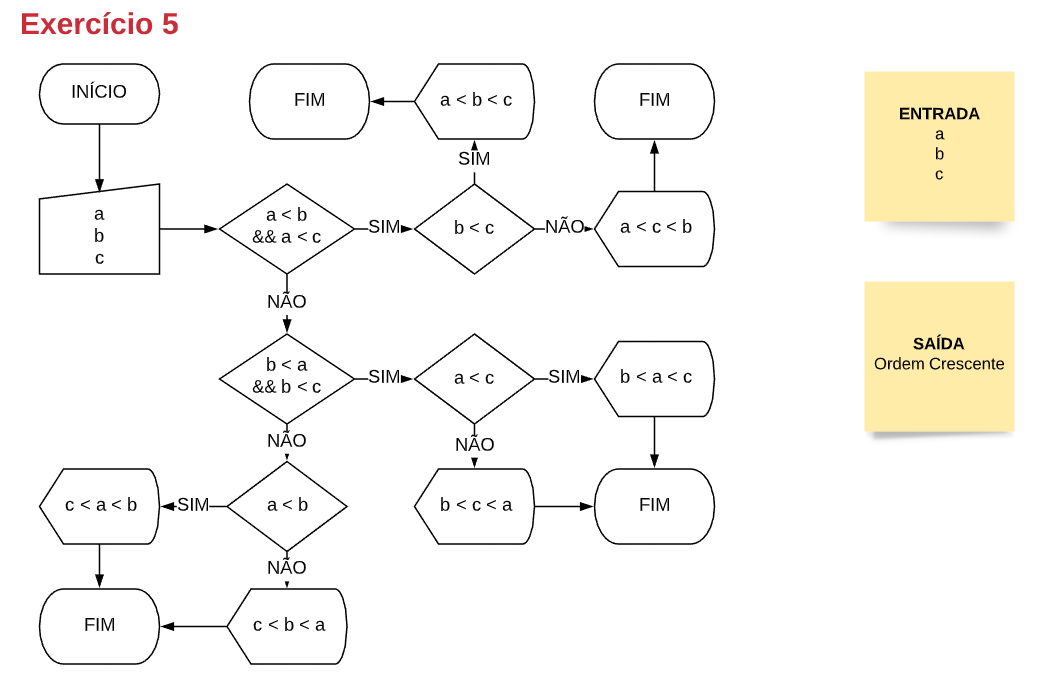 Exercício 5
INÍCIO
FIM
a < b < c
FIM
ENTRADA
a
b
c
SIM
a
b
c
a < b
&& a < c
SIM
b < c
NÃO
a < c < b
NÃO
b < a
&& b < c
SIM
a < c
SIM
b < a < c
SAÍDA
Ordem Crescente
NÃO
NÃO
c < a < b
SIM
a < b
b < c < a
FIM
NÃO
FIM
c < b < a